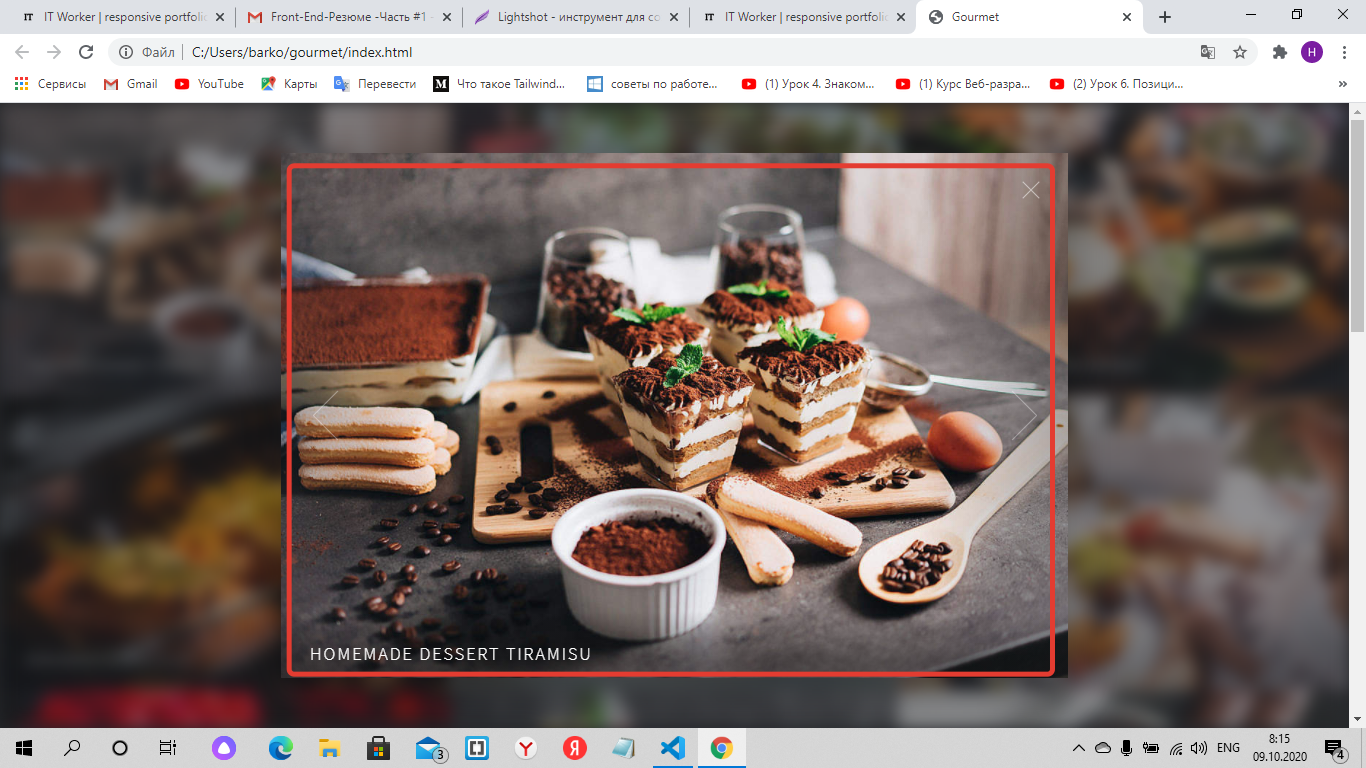 IT IT Worker | responsive portfolio
Front-End-Резюме -Часть #1 -
Lightshot - инструмент для со
IT IT Worker | responsive portfolio
Gourmet
Файл | C:/Users/barko/gourmet/index.html
H
Сервисы
Gmail
YouTube
Карты
Перевести
M Что такое Tailwind...
советы по работе...
(1) Урок 4. Знаком...
(1) Курс Веб-разра...
(2) Урок 6. Позици...
»
HOMEMADE DESSERT TIRAMISU
3
Y
Я
ENG
8:15
09.10.2020
4